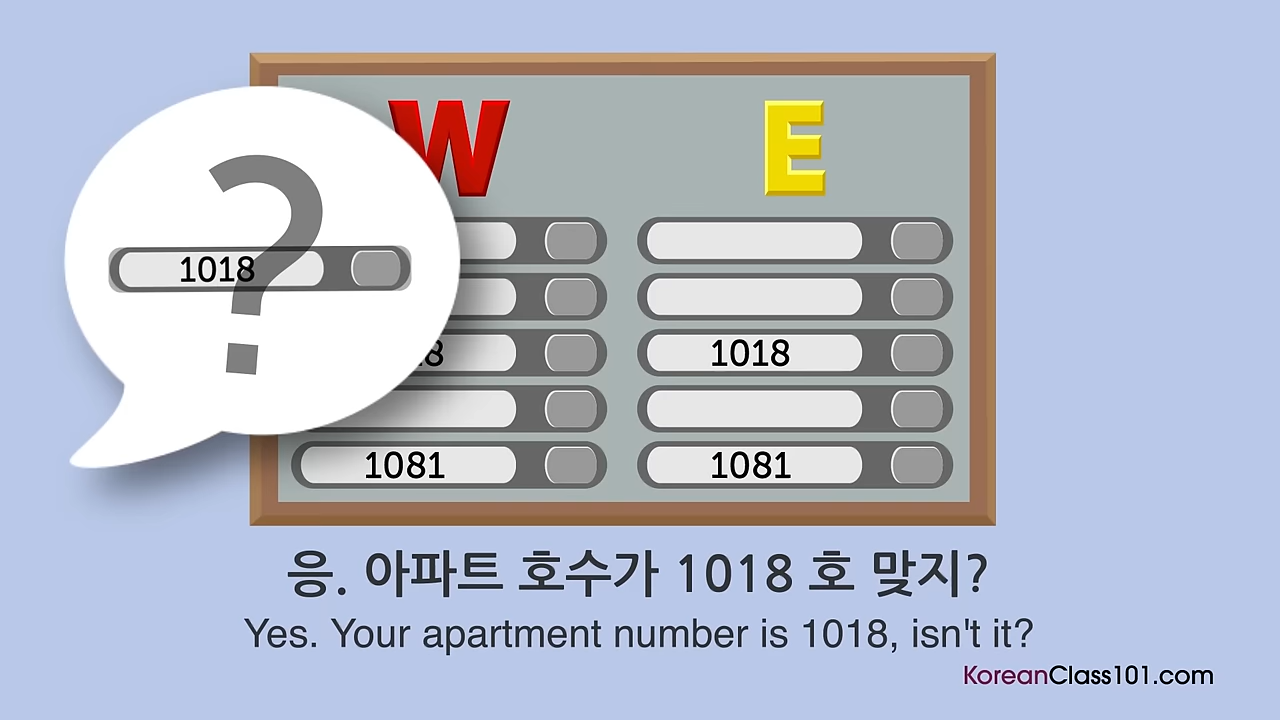 W E
1018
1018
1081 1081
응. 아파트 호수가 1018 호 맞지?
Yes. Your apartment number is 1018, isn't it?
KoreanClass101.com